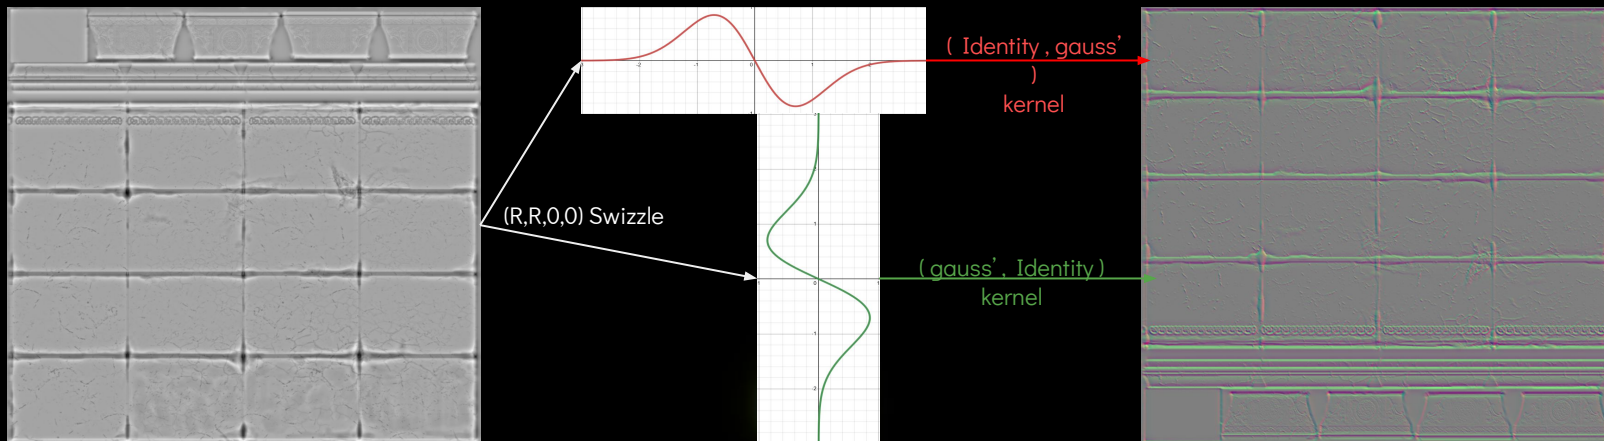 ( Identity , gauss’
)
kernel
(R,R,0,0) Swizzle
( gauss’ , Identity )
kernel